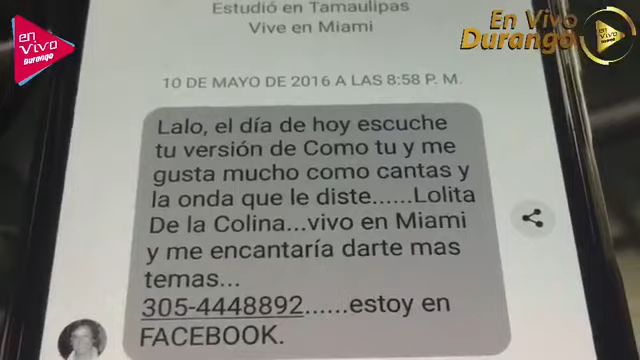 en
Vivo
Durango
Estudió en Tamaulipas
Vive en Miami
En Vivo
Durango
10 DE MAYO DE 2016 A LAS 8:58 P. M.
Lalo, el día de hoy escuche
tu versión de Como tu y me
gusta mucho como cantas y
la onda que le diste......Lolita
De la Colina...vivo en Miami
y me encantaría darte mas
temas...
305-4448892......estoy en
FACEBOOK.